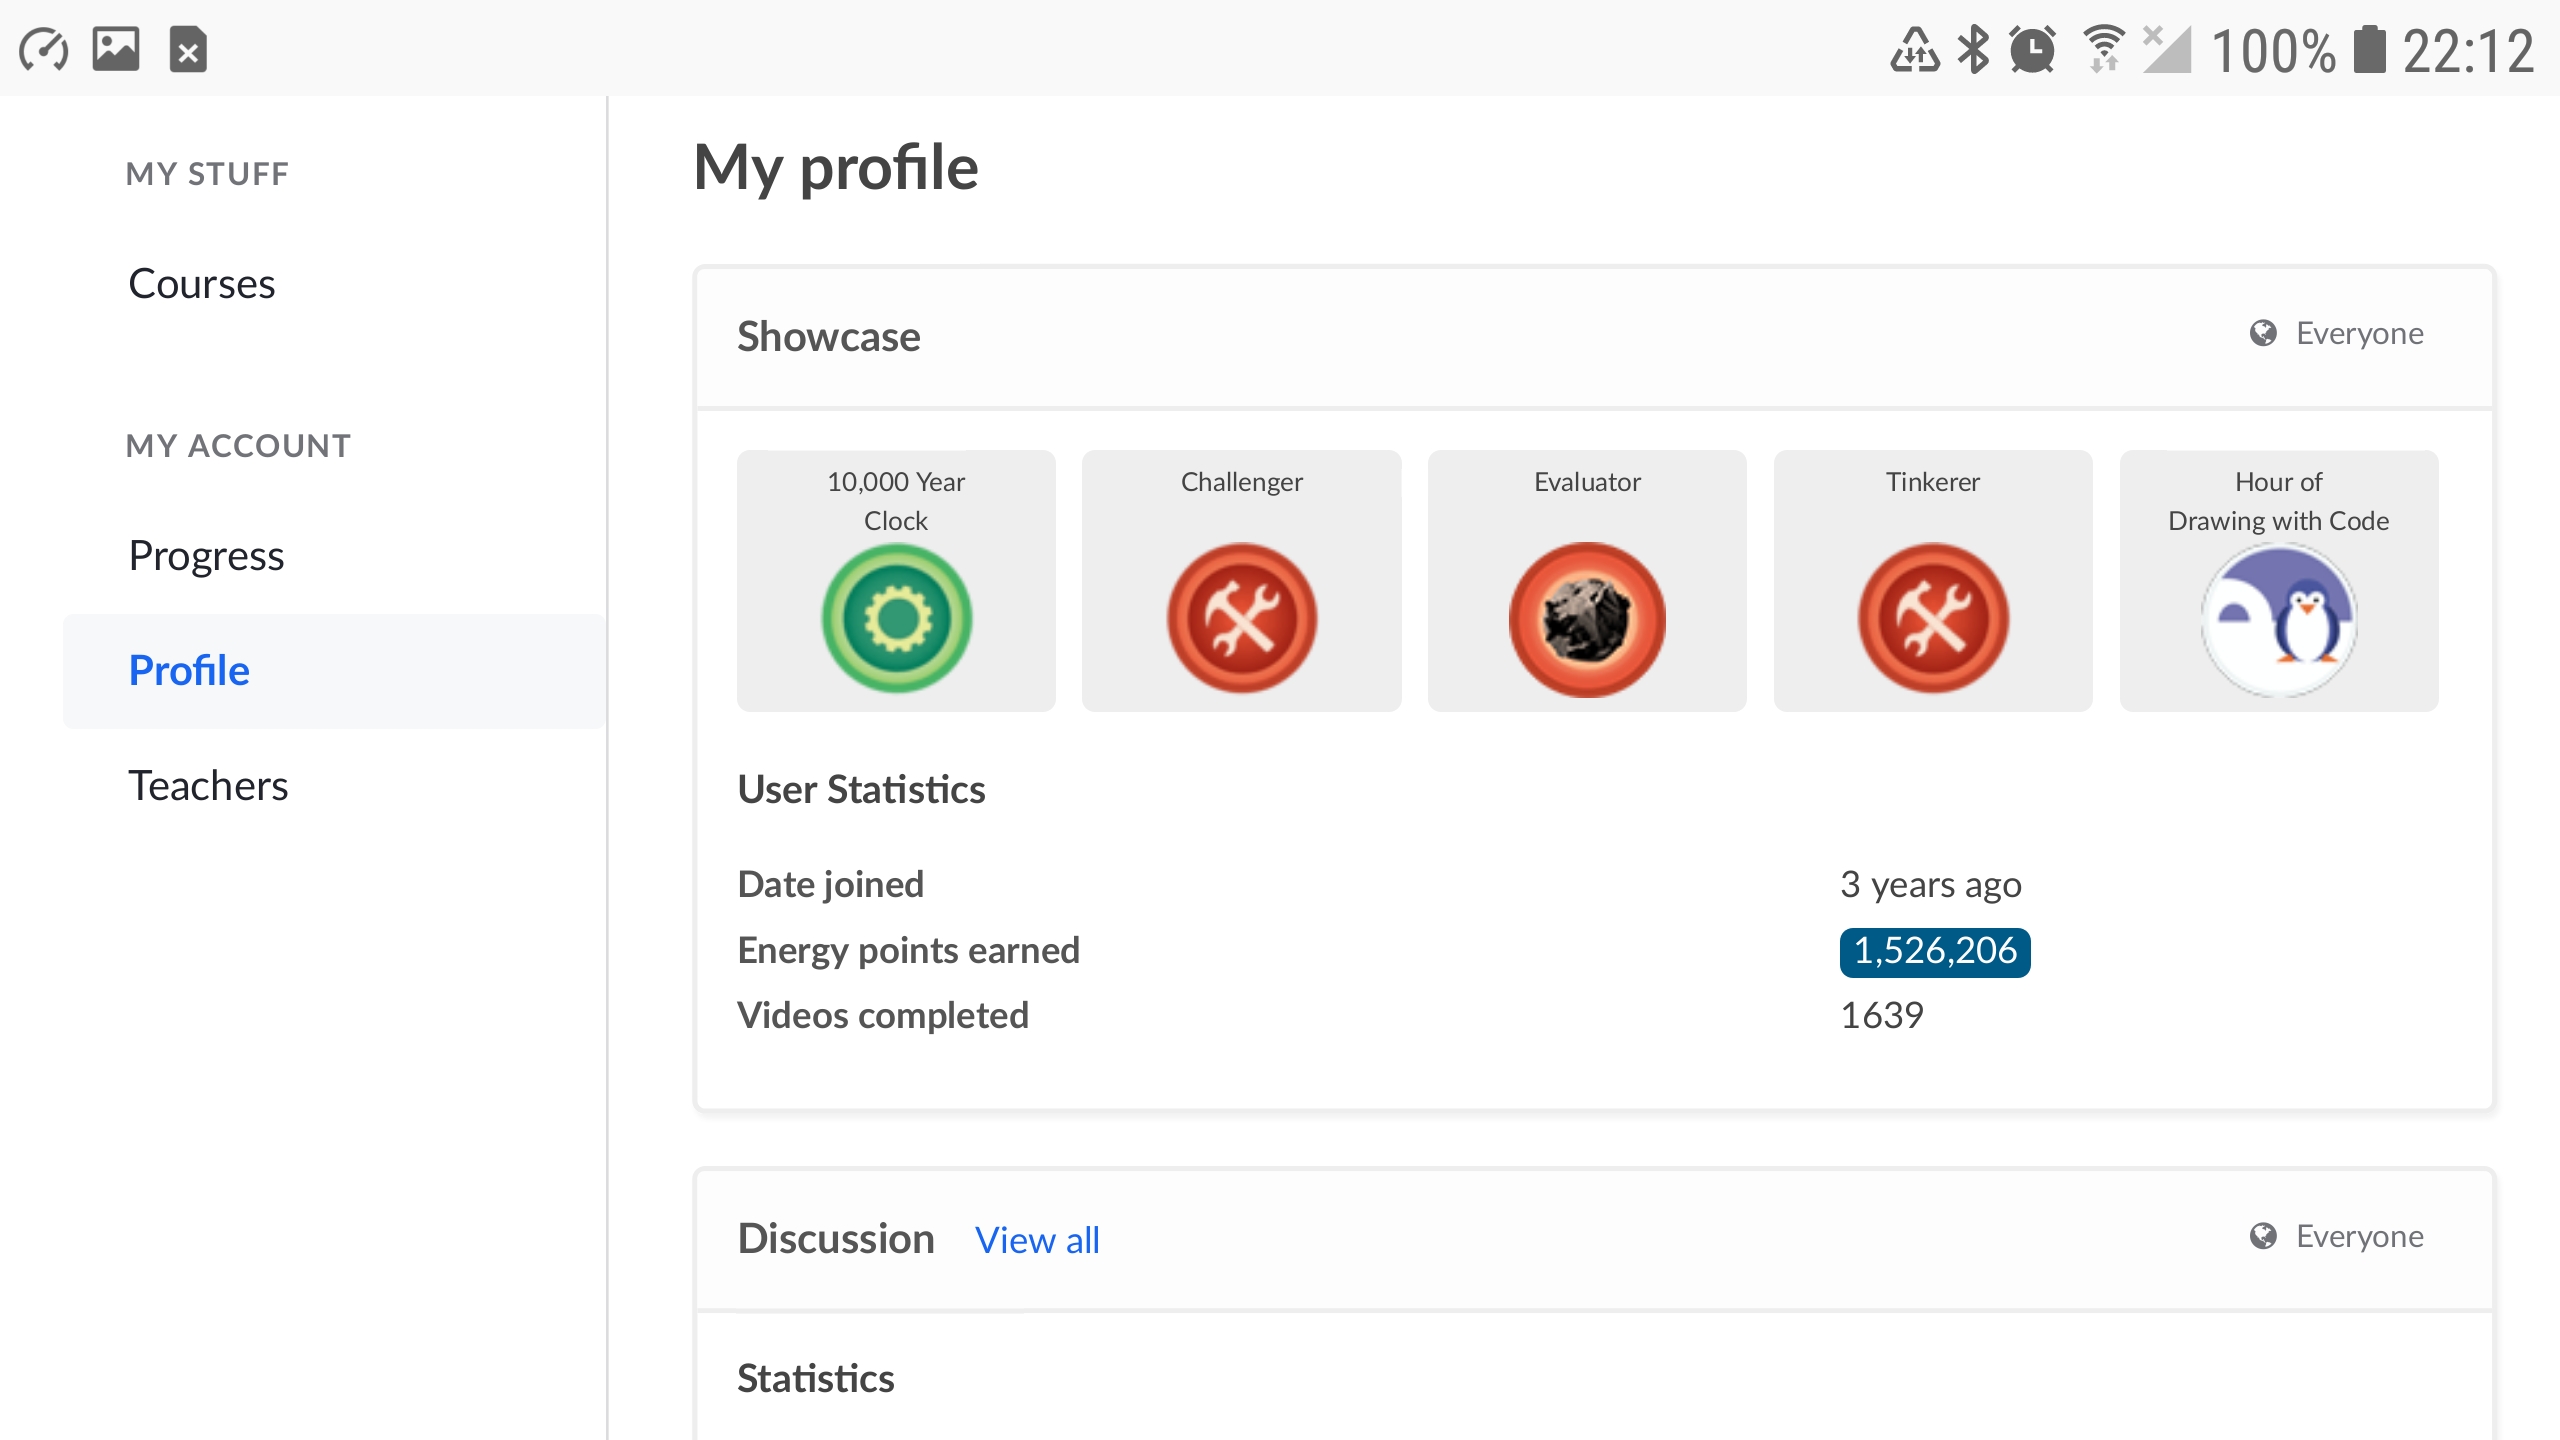 100% 22:12
MY STUFF
Courses
MY ACCOUNT
Progress
Profile
Teachers
My profile
Showcase
Everyone
10,000 Year
Clock
Challenger
Evaluator
Tinkerer
Hour of
Drawing with Code
User Statistics
Date joined
3 years ago
Energy points earned
1,526,206
Videos completed
1639
Discussion
View all
Everyone
Statistics